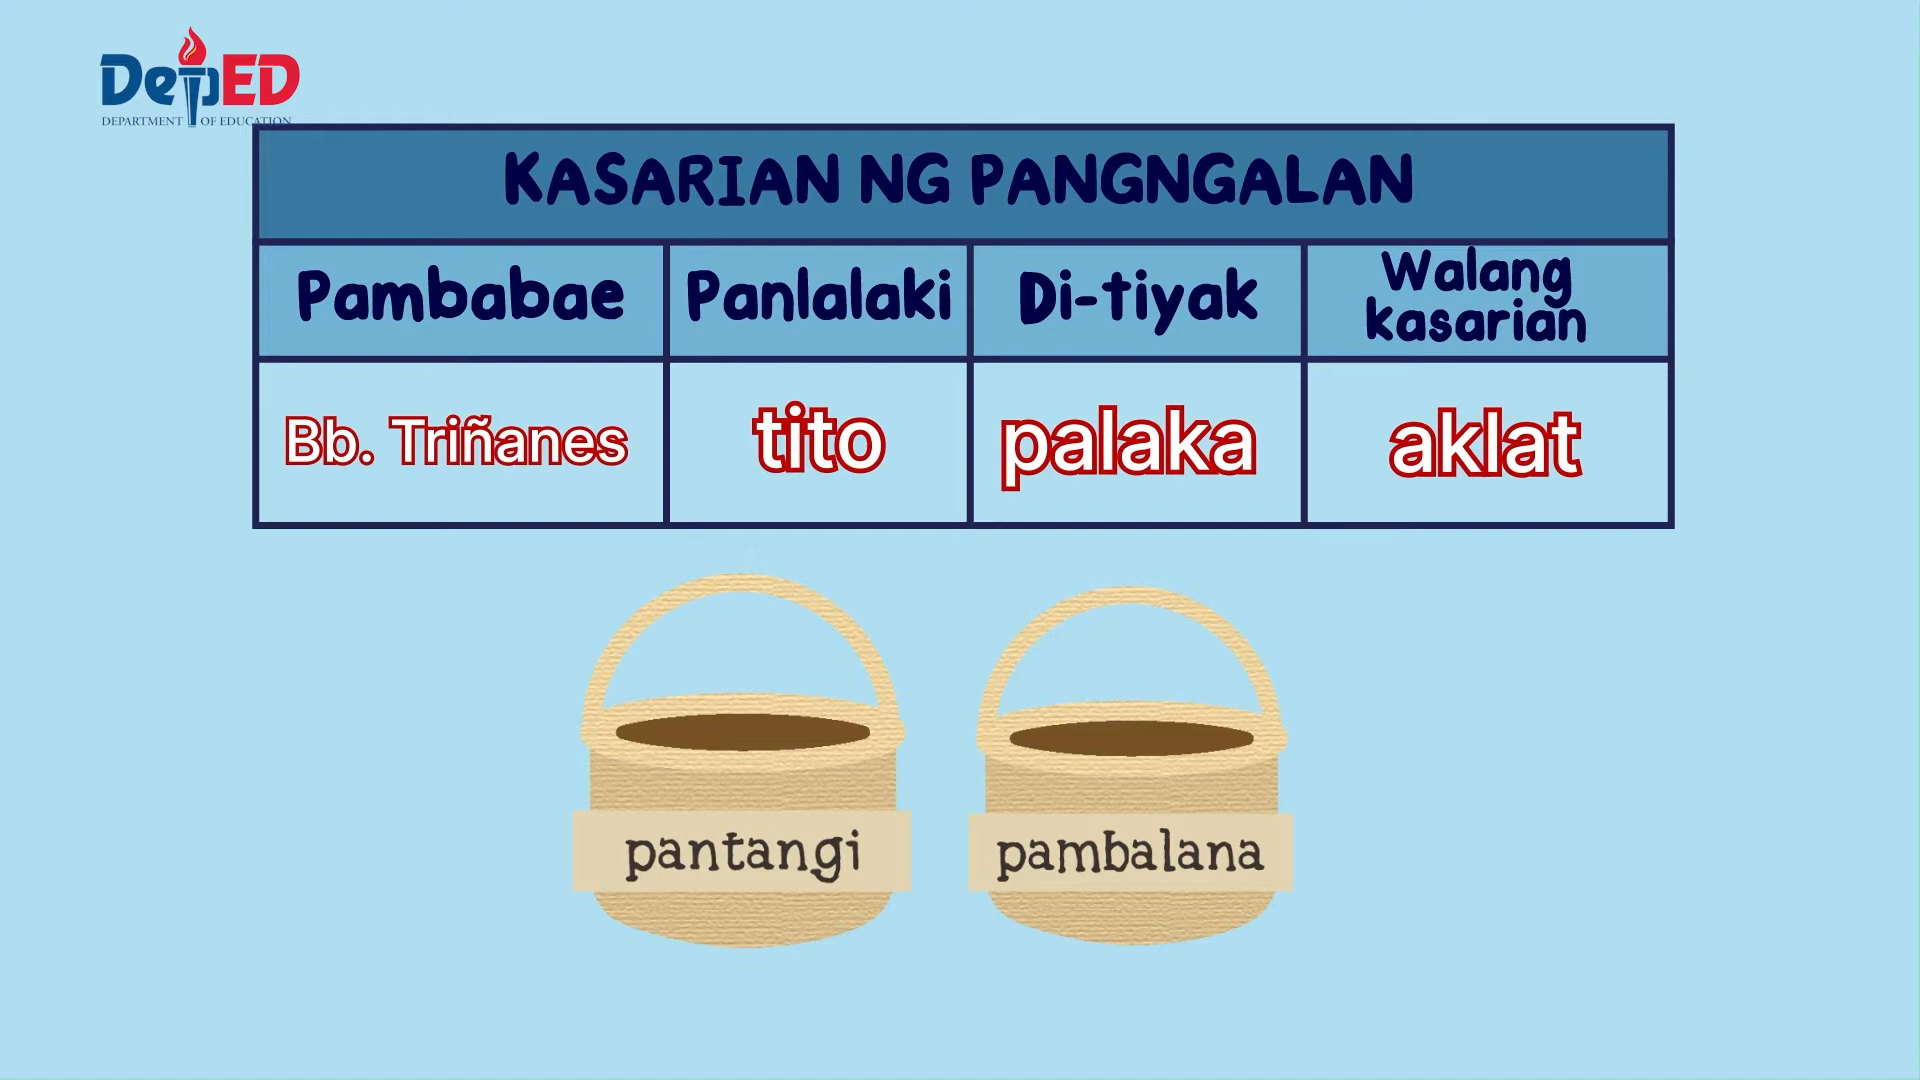 DepED
DEPARTMENT OF EDUCATION
KASARIAN NG PANGNGALAN
Pambabae Panlalaki Di-tiyak Walang kasarian
Bb. Triñanes tito palaka aklat
pantangi pambalana